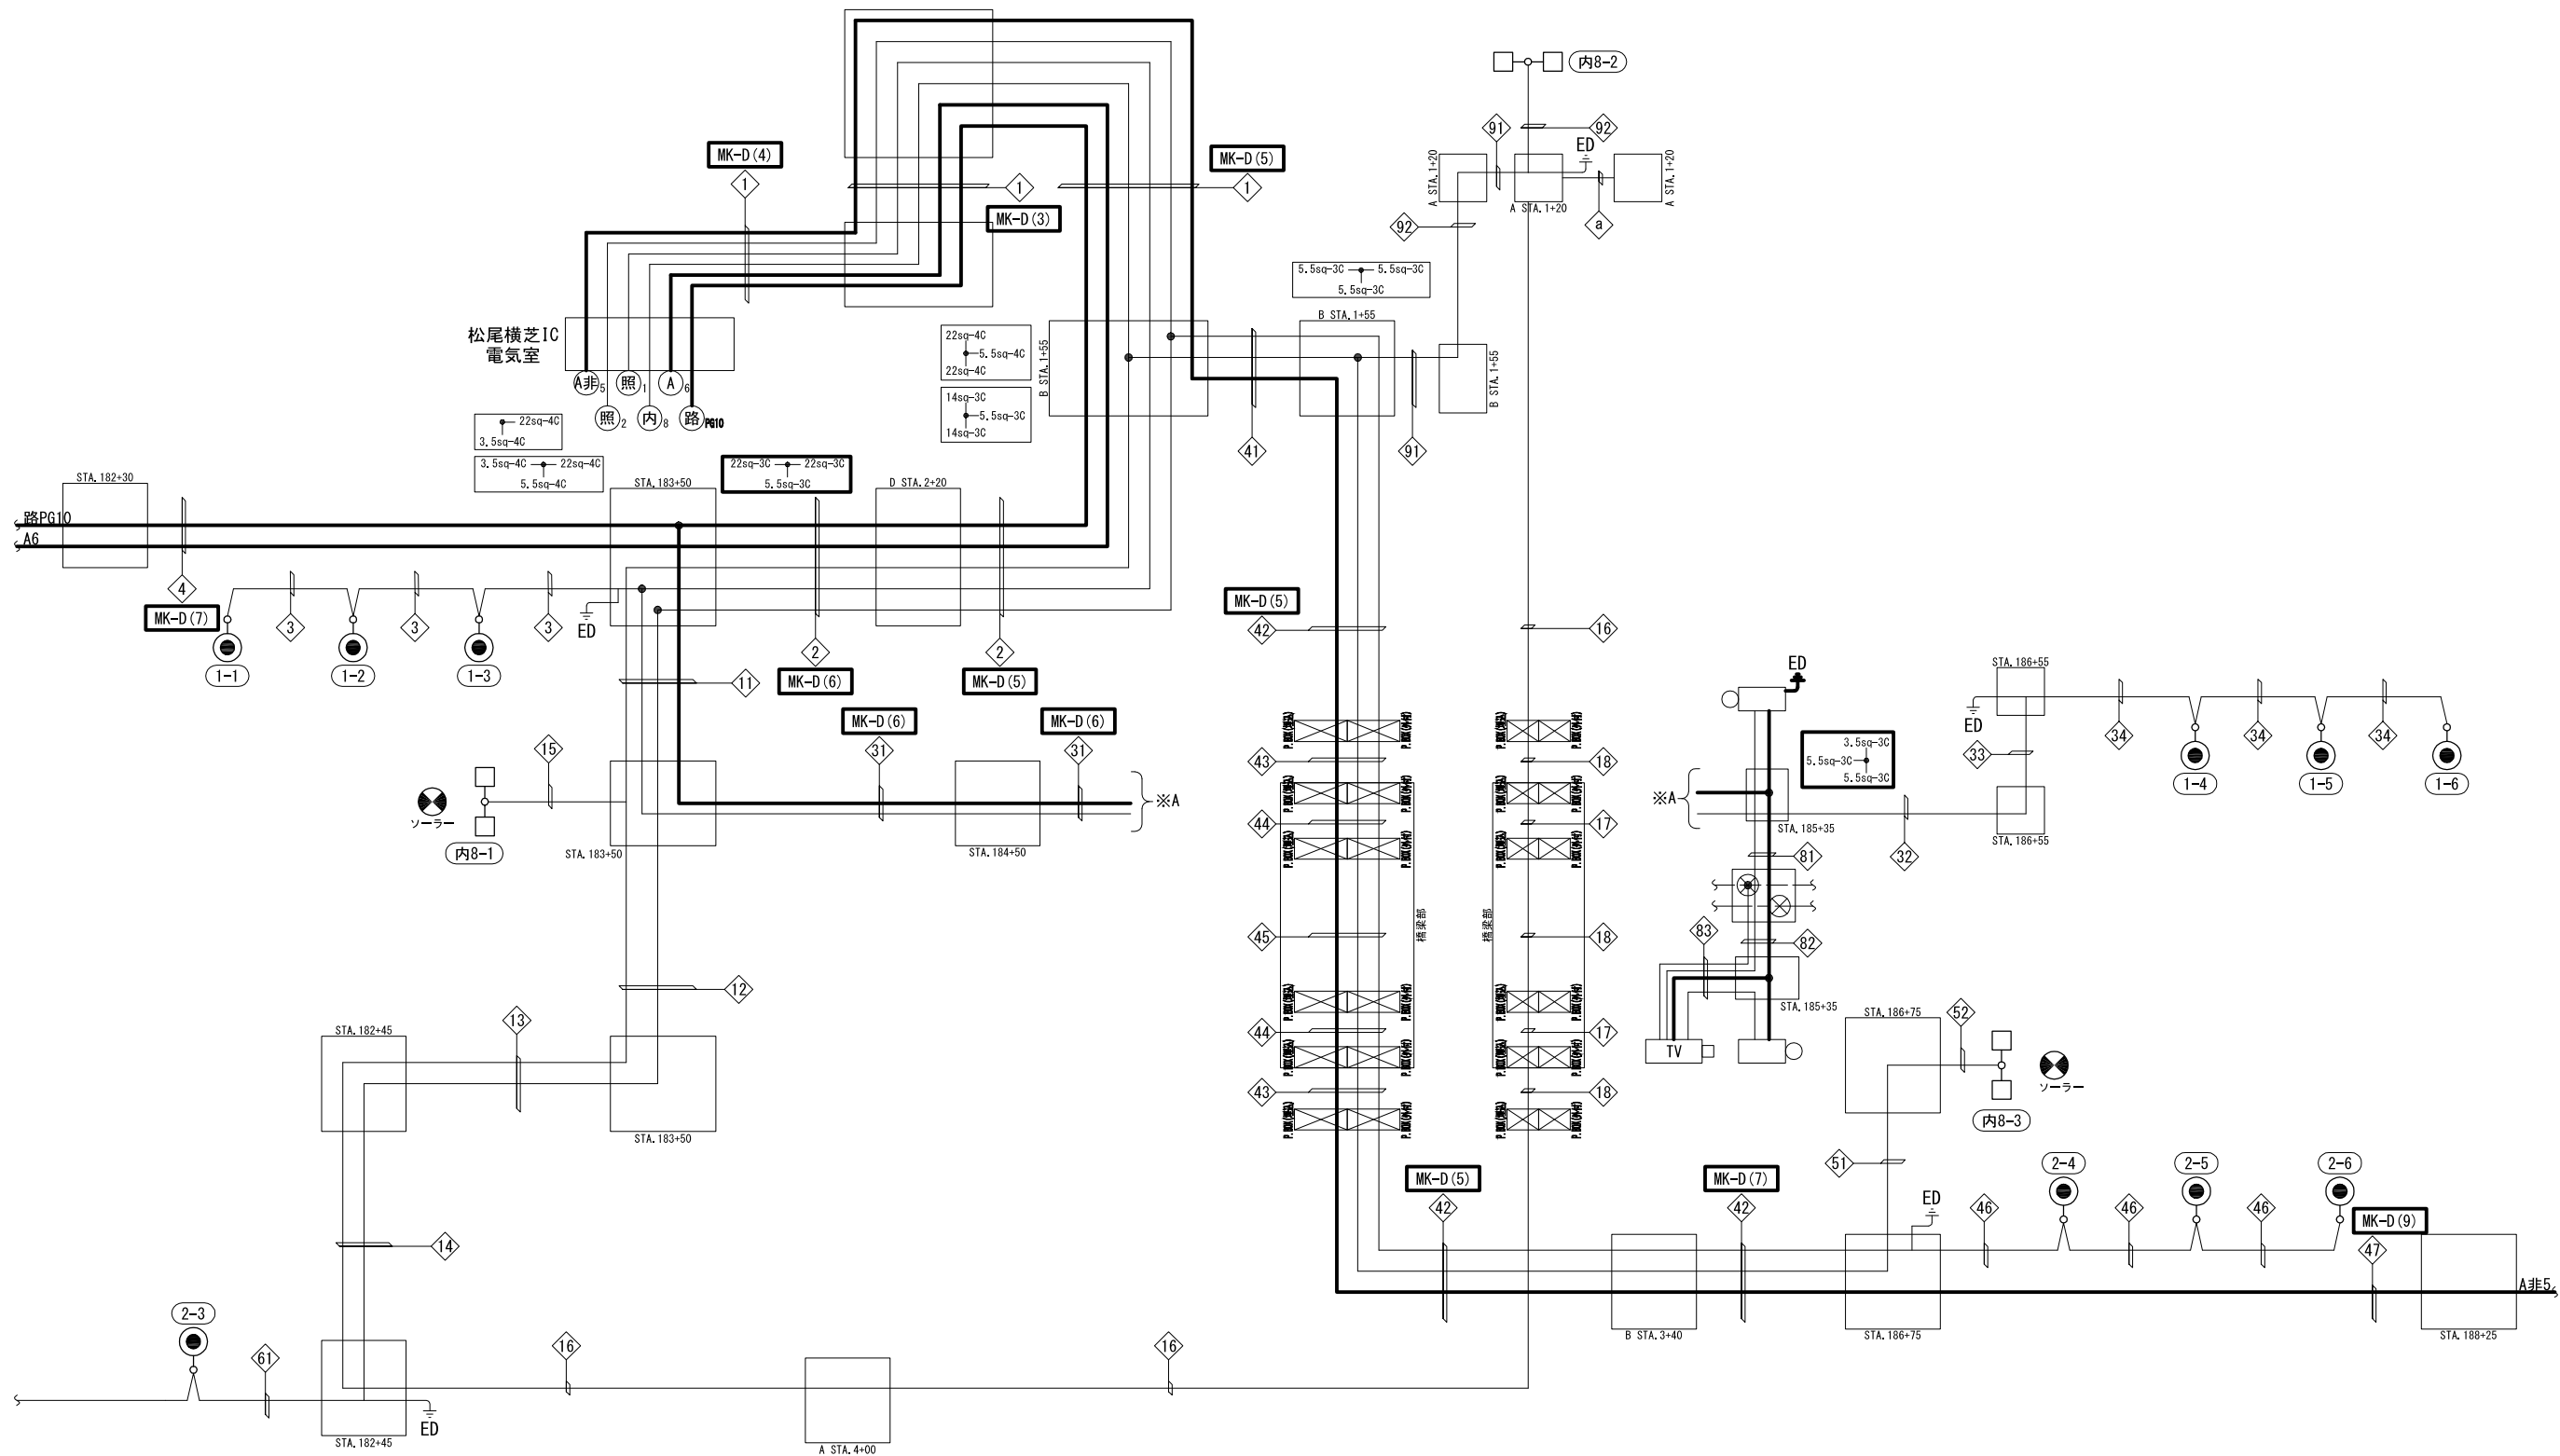 内8-2
91
92
ED
MK-D(4)
MK-D(5)
A STA.1+20
A STA.1+20
A STA.1+20
1
1
1
MK-D(3)
92
a
5.5sq-3C 5.5sq-3C
5.5sq-3C
松尾横芝IC
電気室
B STA.1+55
22sq-4C
5.5sq-4C
22sq-4C
B STA.1+55
B STA.1+55
A非5
照1
A6
照2
内8
路PG10
14sq-3C
5.5sq-3C
14sq-3C
22sq-4C
3.5sq-4C
41
91
3.5sq-4C 22sq-4C
5.5sq-4C
22sq-3C 22sq-3C
5.5sq-3C
STA.182+30
STA.183+50
D STA.2+20
路PG10
A6
4
MK-D(7)
3
3
3
ED
1-1
1-2
1-3
2
MK-D(6)
2
MK-D(5)
MK-D(5)
42
16
11
MK-D(6)
MK-D(6)
31
31
15
ソーラー
内8-1
STA.183+50
STA.184+50
※A
P.BOX(埋込)
43
18
44
17
橋梁部
橋梁部
45
18
44
17
43
18
ED
※A
3.5sq-3C
5.5sq-3C
5.5sq-3C
STA.185+35
81
32
STA.186+55
ED
33
34
34
34
1-4
1-5
1-6
STA.186+55
83
82
STA.185+35
TV
12
13
STA.182+45
STA.183+50
STA.186+75
52
ソーラー
内8-3
51
14
MK-D(5)
42
MK-D(7)
42
ED
46
46
46
2-4
2-5
2-6
MK-D(9)
47
A非5
B STA.3+40
STA.186+75
STA.188+25
2-3
61
16
16
ED
STA.182+45
A STA.4+00